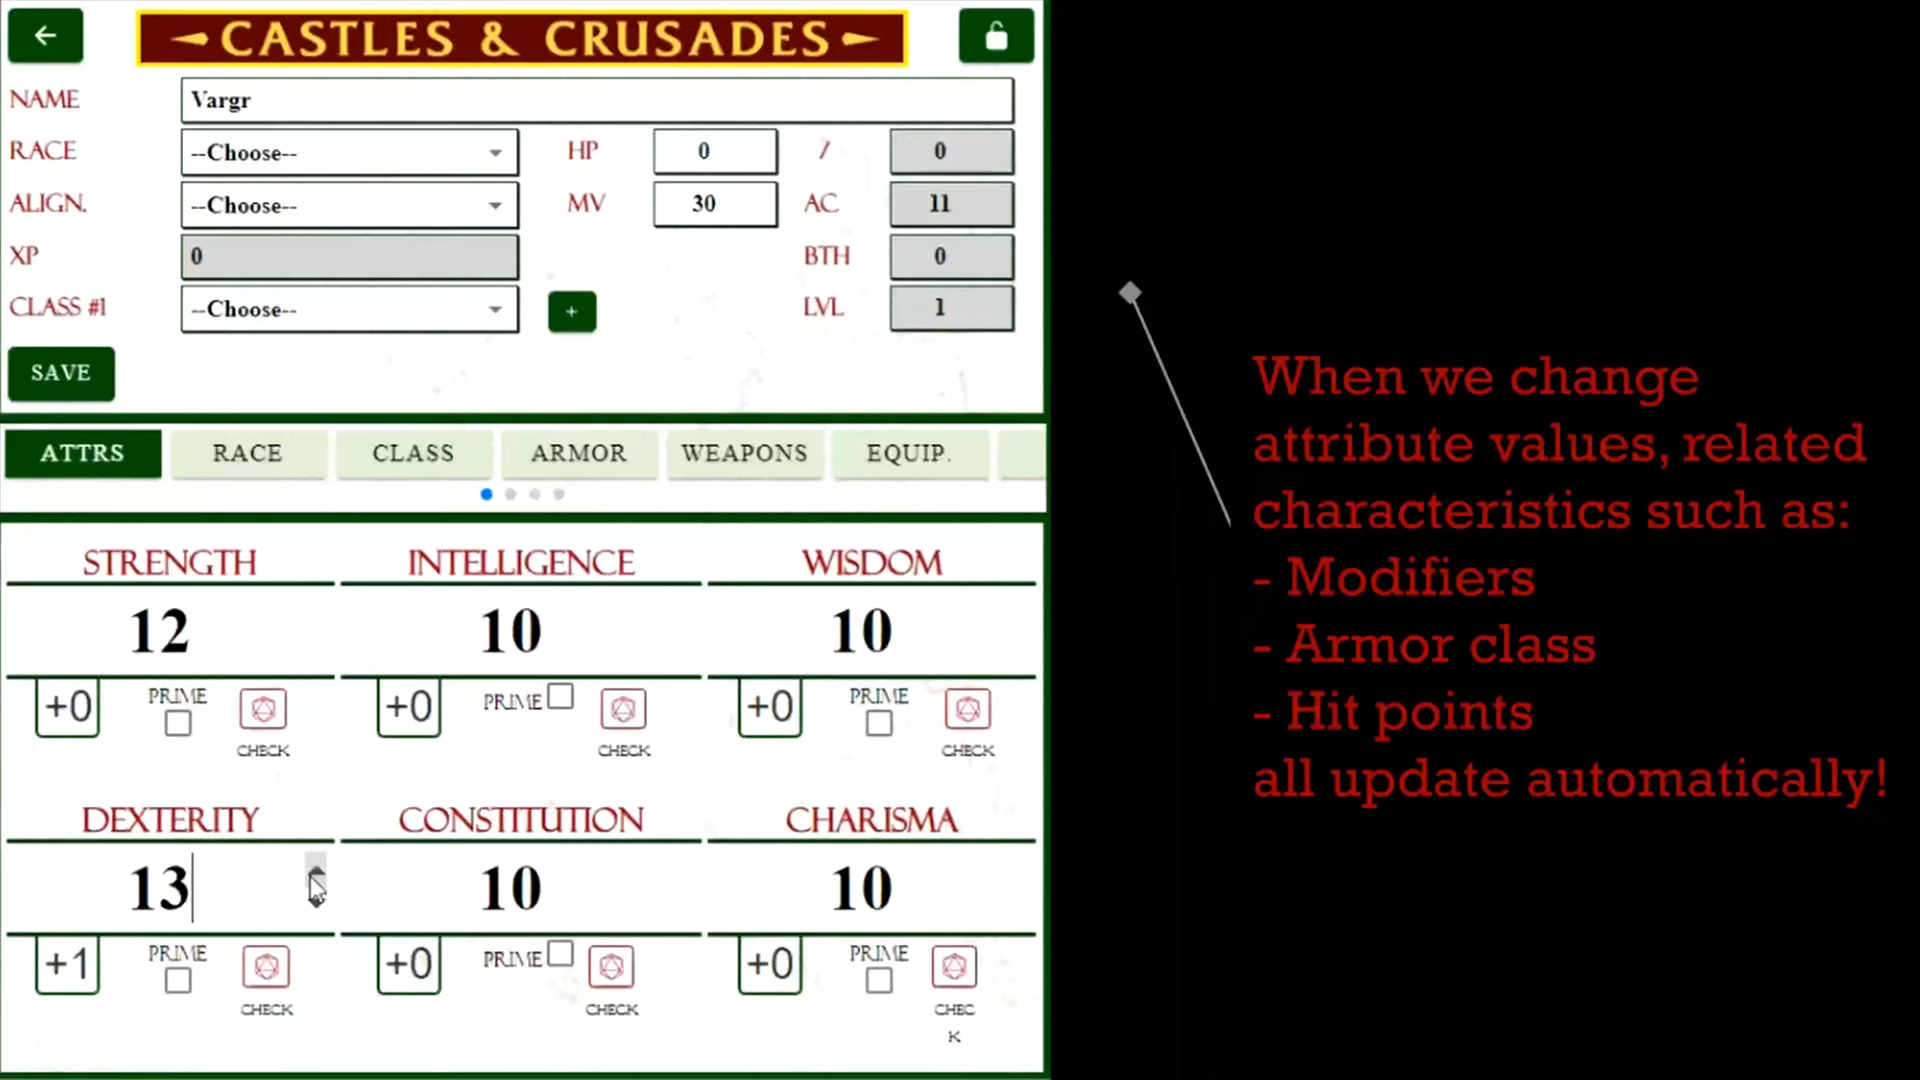 CASTLES & CRUSADES
NAME Vargr
RACE --Choose-- HP 0 / 0
ALIGN. --Choose-- MV 30 AC 11
XP 0 BTH 0
CLASS #1 --Choose-- + LVL 1
SAVE
ATTRS RACE CLASS ARMOR WEAPONS EQUIP.
STRENGTH INTELLIGENCE WISDOM
12 10 10
+0 PRIME CHECK +0 PRIME CHECK +0 PRIME CHECK
DEXTERITY CONSTITUTION CHARISMA
13 10 10
+1 PRIME CHECK +0 PRIME CHECK +0 PRIME CHEC
K
When we change
attribute values, related
characteristics such as:
- Modifiers
- Armor class
- Hit points
all update automatically!